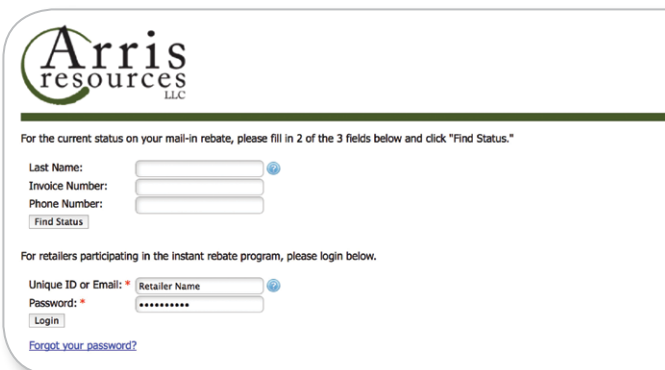 Arris
resources
LLC
For the current status on your mail-in rebate, please fill in 2 of the 3 fields below and click "Find Status."
Last Name: ?
Invoice Number:
Phone Number:
Find Status
For retailers participating in the instant rebate program, please login below.
Unique ID or Email: * Retailer Name ?
Password: * ••••••••••
Login
Forgot your password?